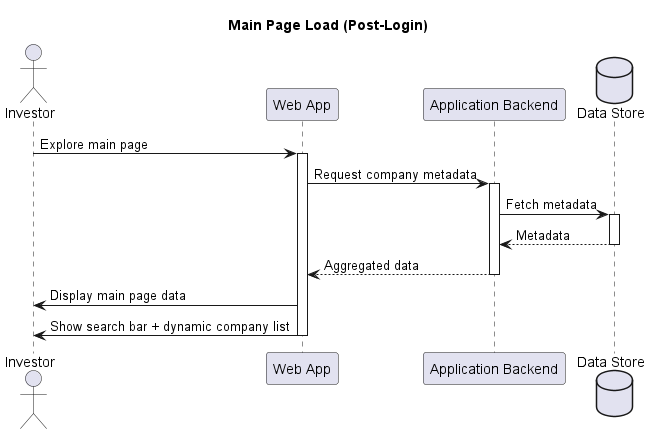 Main Page Load (Post-Login)
Investor
Web App
Application Backend
Data Store
Explore main page
Request company metadata
Fetch metadata
Metadata
Aggregated data
Display main page data
Show search bar + dynamic company list
Investor
Web App
Application Backend
Data Store